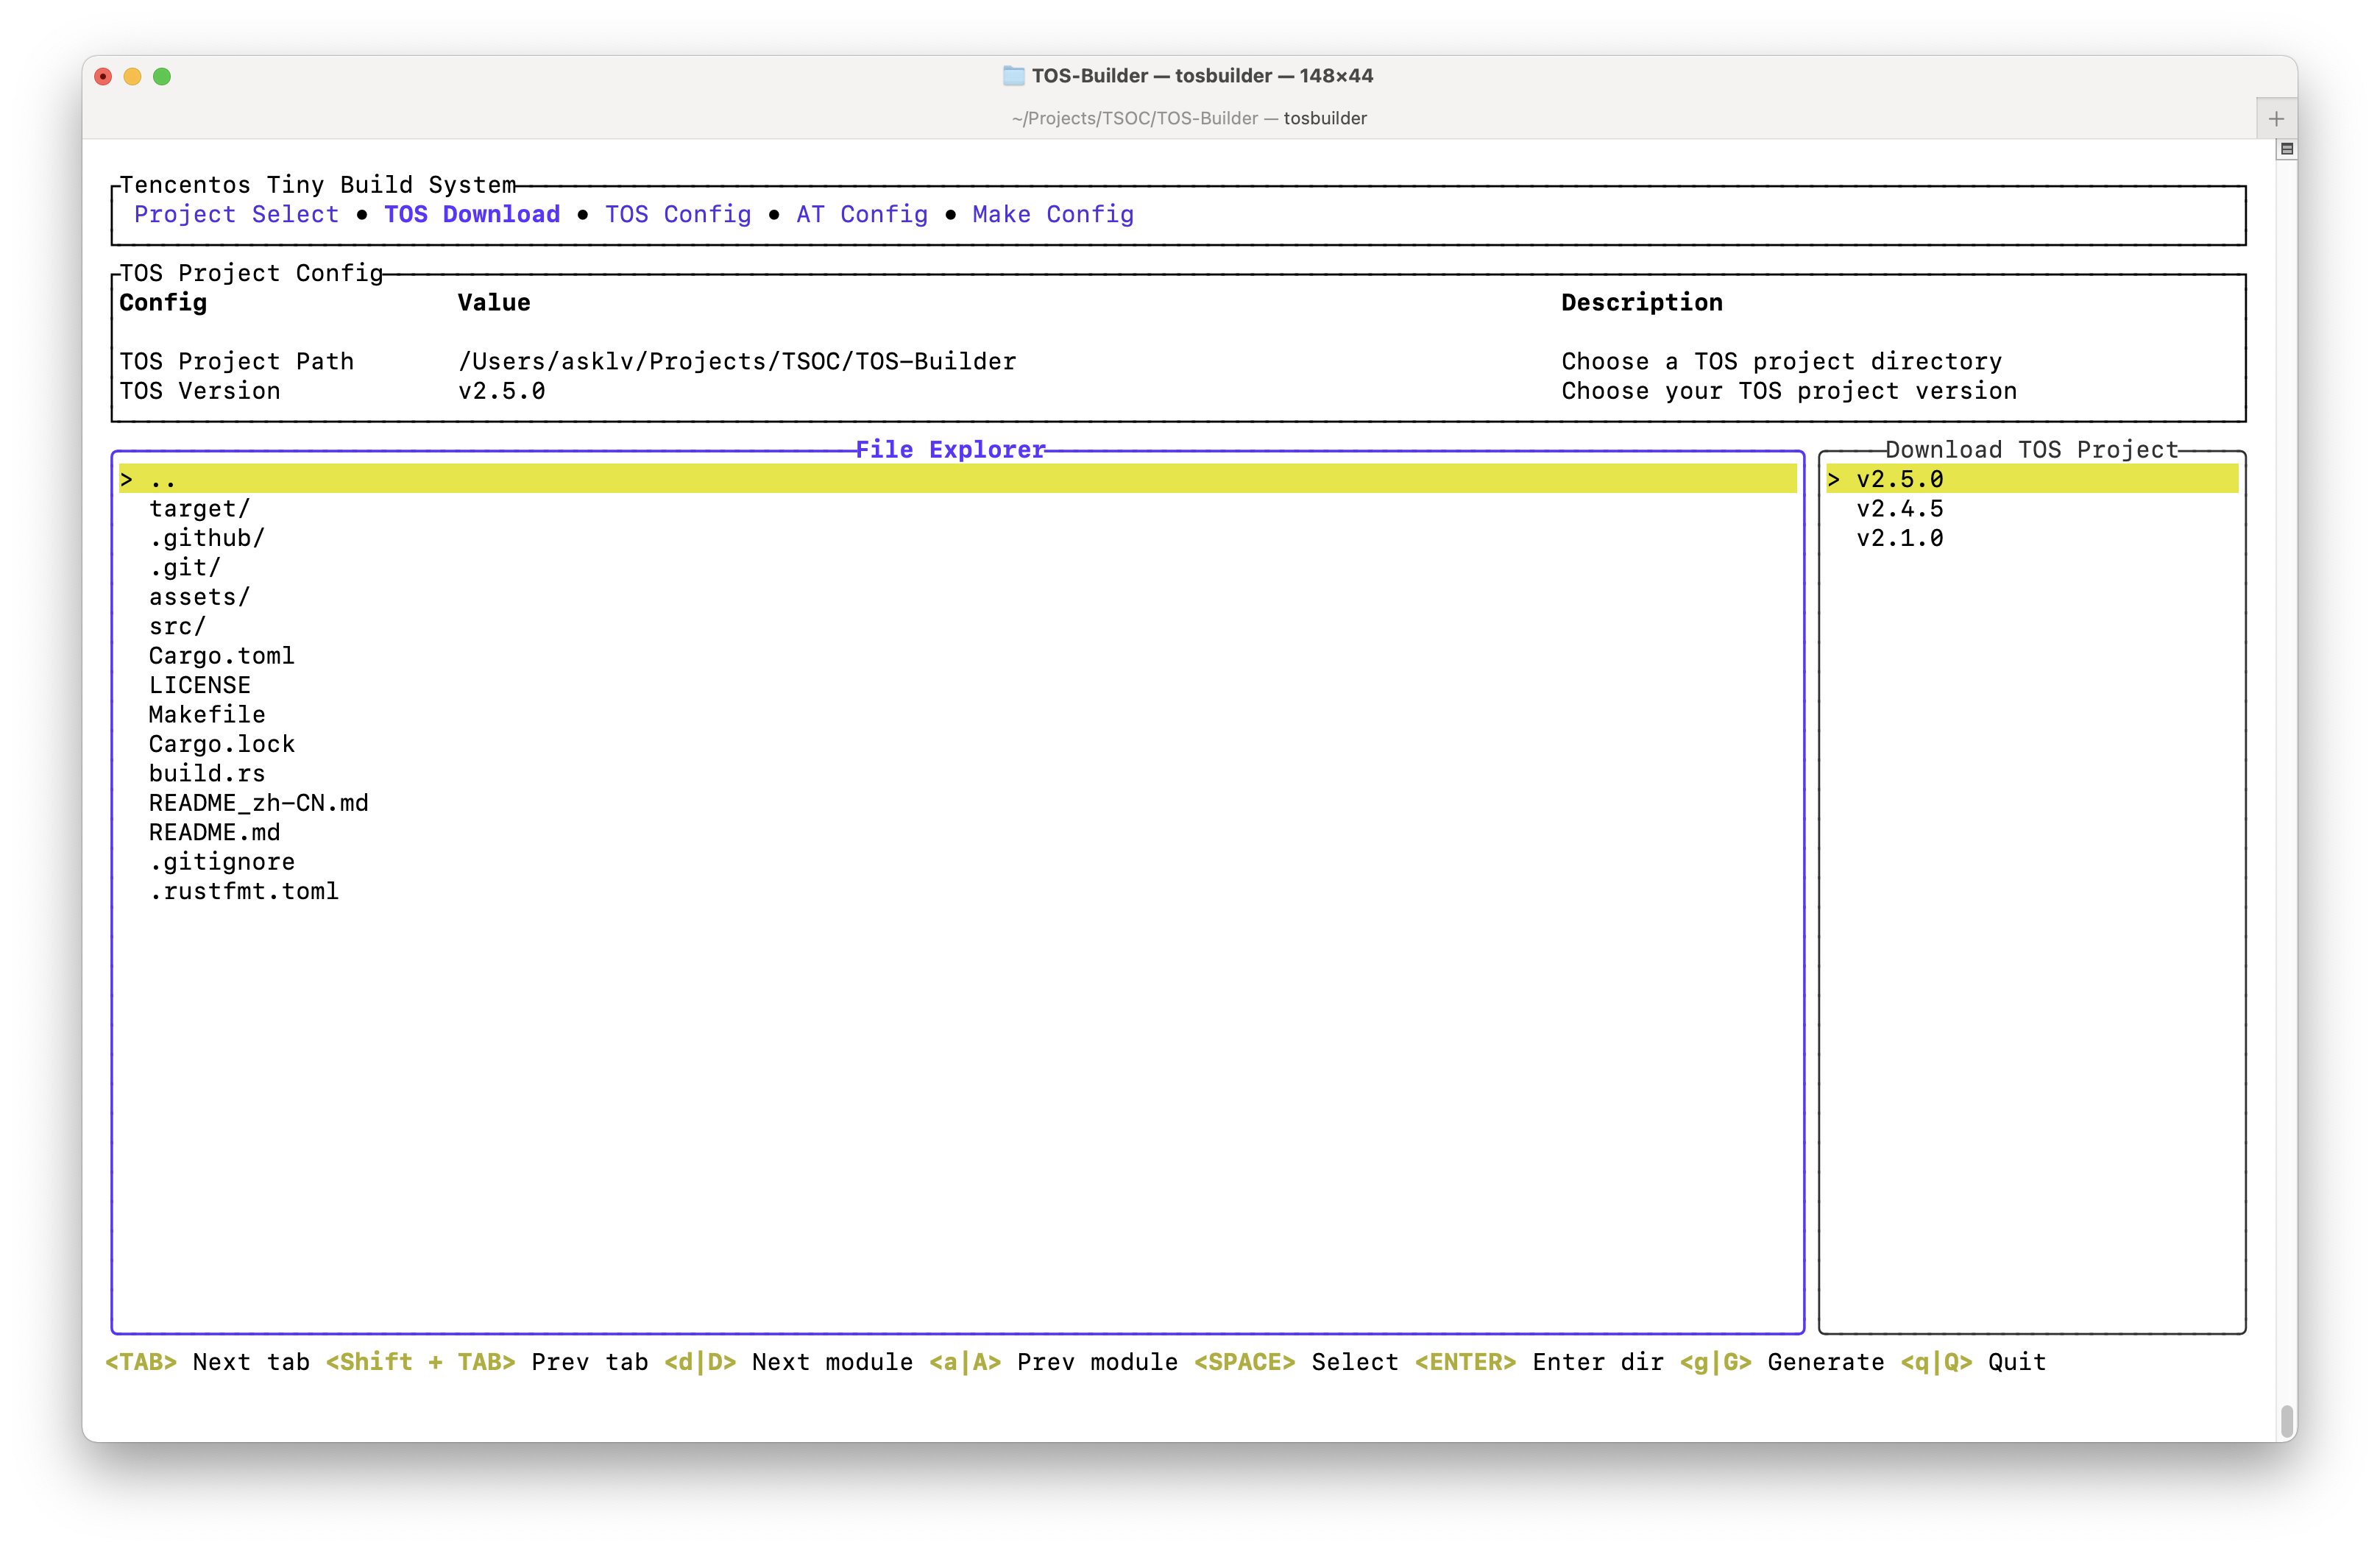 TOS-Builder — tosbuilder — 148×44
~/Projects/TSOC/TOS-Builder — tosbuilder
Tencentos Tiny Build System
Project Select • TOS Download • TOS Config • AT Config • Make Config
TOS Project Config
Config Value Description
TOS Project Path /Users/asklv/Projects/TSOC/TOS-Builder Choose a TOS project directory
TOS Version v2.5.0 Choose your TOS project version
File Explorer
> ..
target/
.github/
.git/
assets/
src/
Cargo.toml
LICENSE
Makefile
Cargo.lock
build.rs
README_zh-CN.md
README.md
.gitignore
.rustfmt.toml
Download TOS Project
> v2.5.0
v2.4.5
v2.1.0
<TAB> Next tab <Shift + TAB> Prev tab <d|D> Next module <a|A> Prev module <SPACE> Select <ENTER> Enter dir <g|G> Generate <q|Q> Quit